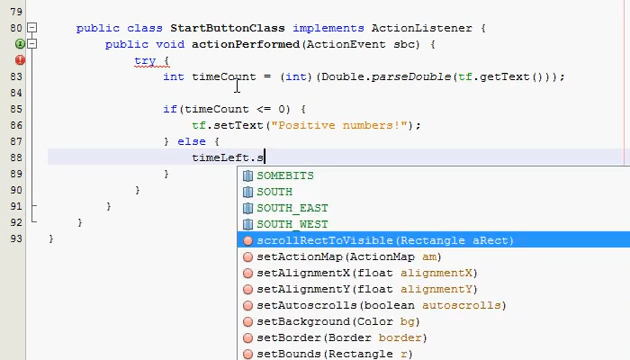 79
80 public class StartButtonClass implements ActionListener {
public void actionPerformed(ActionEvent sbc) {
try {
83 int timeCount = (int)(Double.parseDouble(tf.getText()));
84
85 if(timeCount <= 0) {
86 tf.setText("Positive numbers!");
87 } else {
88 timeLeft.s
89 }
90 }
91 }
92 }
93 }
SOMEBITS
SOUTH
SOUTH_EAST
SOUTH_WEST
scrollRectToVisible(Rectangle aRect)
setActionMap(ActionMap am)
setAlignmentX(float alignmentX)
setAlignmentY(float alignmentY)
setAutoscrolls(boolean autoscrolls)
setBackground(Color bg)
setBorder(Border border)
setBounds(Rectangle r)